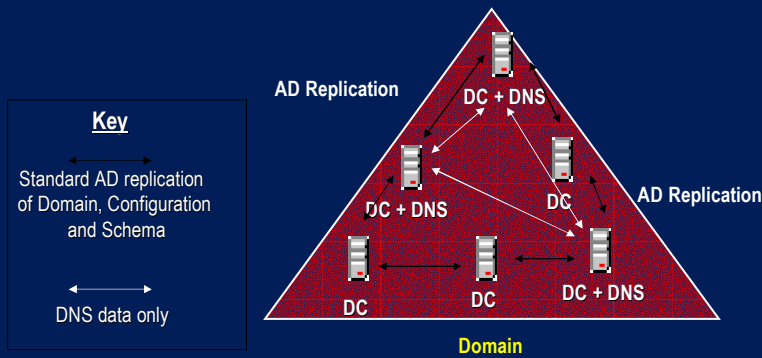 Key
Standard AD replication
of Domain, Configuration
and Schema
DNS data only
AD Replication
DC + DNS
DC + DNS
DC
AD Replication
DC
DC
DC + DNS
Domain